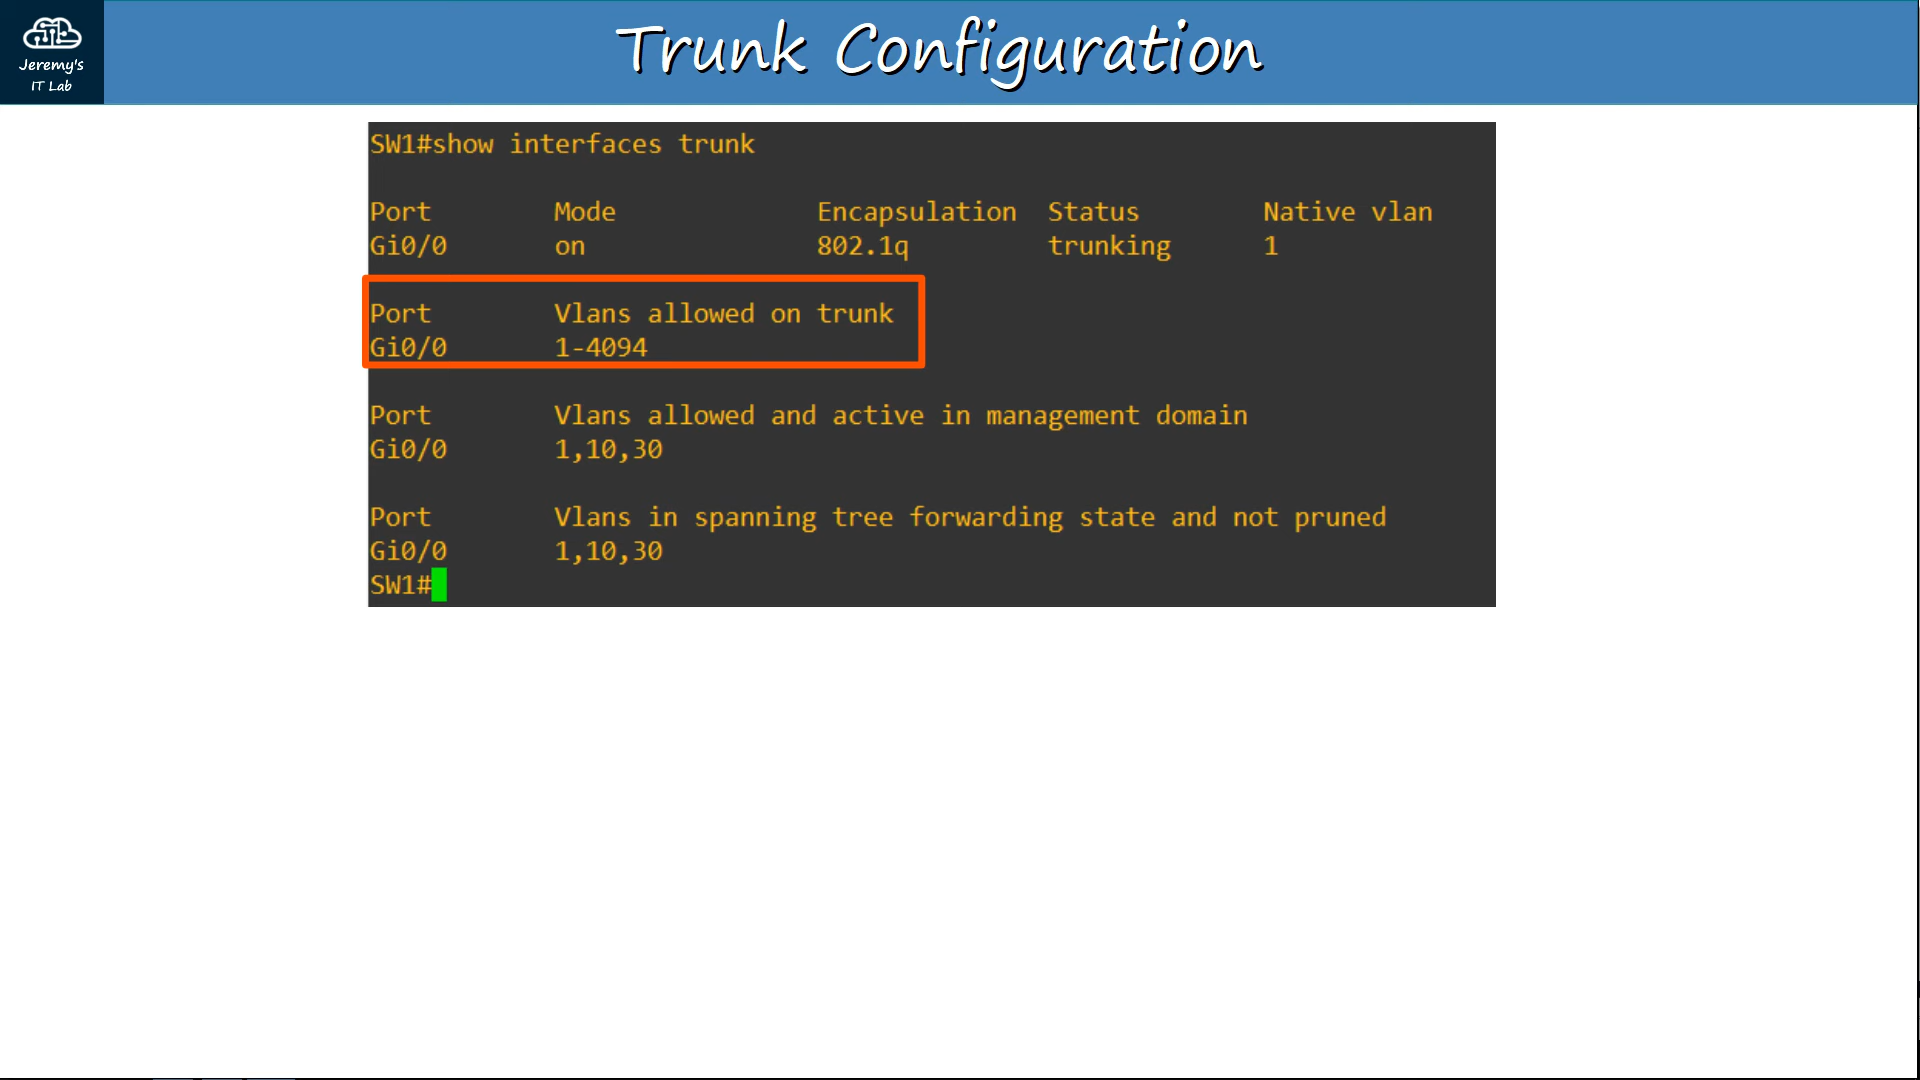 Jeremy's
IT Lab
Trunk Configuration
SW1#show interfaces trunk
Port Mode Encapsulation Status Native vlan
Gi0/0 on 802.1q trunking 1
Port Vlans allowed on trunk
Gi0/0 1-4094
Port Vlans allowed and active in management domain
Gi0/0 1,10,30
Port Vlans in spanning tree forwarding state and not pruned
Gi0/0 1,10,30
SW1#